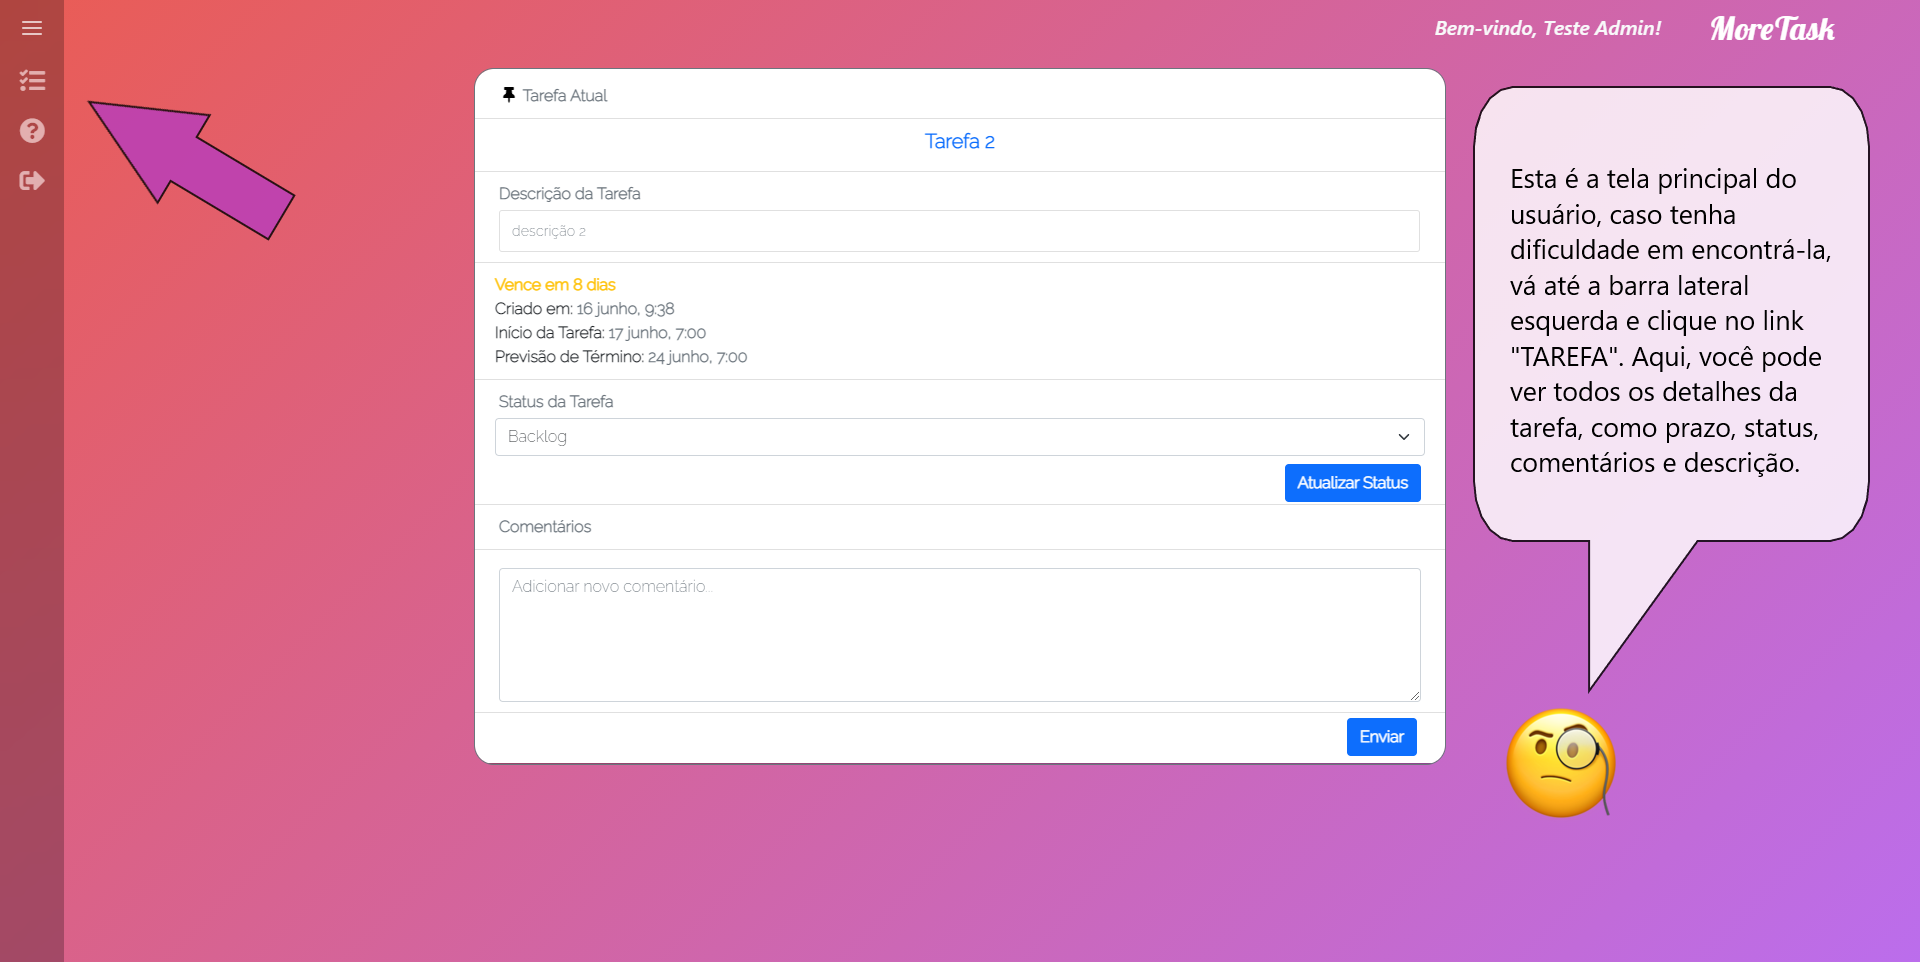 Bem-vindo, Teste Admin!
MoreTask
Tarefa Atual
Tarefa 2
Descrição da Tarefa
descrição 2
Vence em 8 dias
Criado em: 16 junho, 9:38
Início da Tarefa: 17 junho, 7:00
Previsão de Término: 24 junho, 7:00
Status da Tarefa
Backlog
Atualizar Status
Comentários
Adicionar novo comentário...
Enviar
Esta é a tela principal do
usuário, caso tenha
dificuldade em encontrá-la,
vá até a barra lateral
esquerda e clique no link
"TAREFA". Aqui, você pode
ver todos os detalhes da
tarefa, como prazo, status,
comentários e descrição.